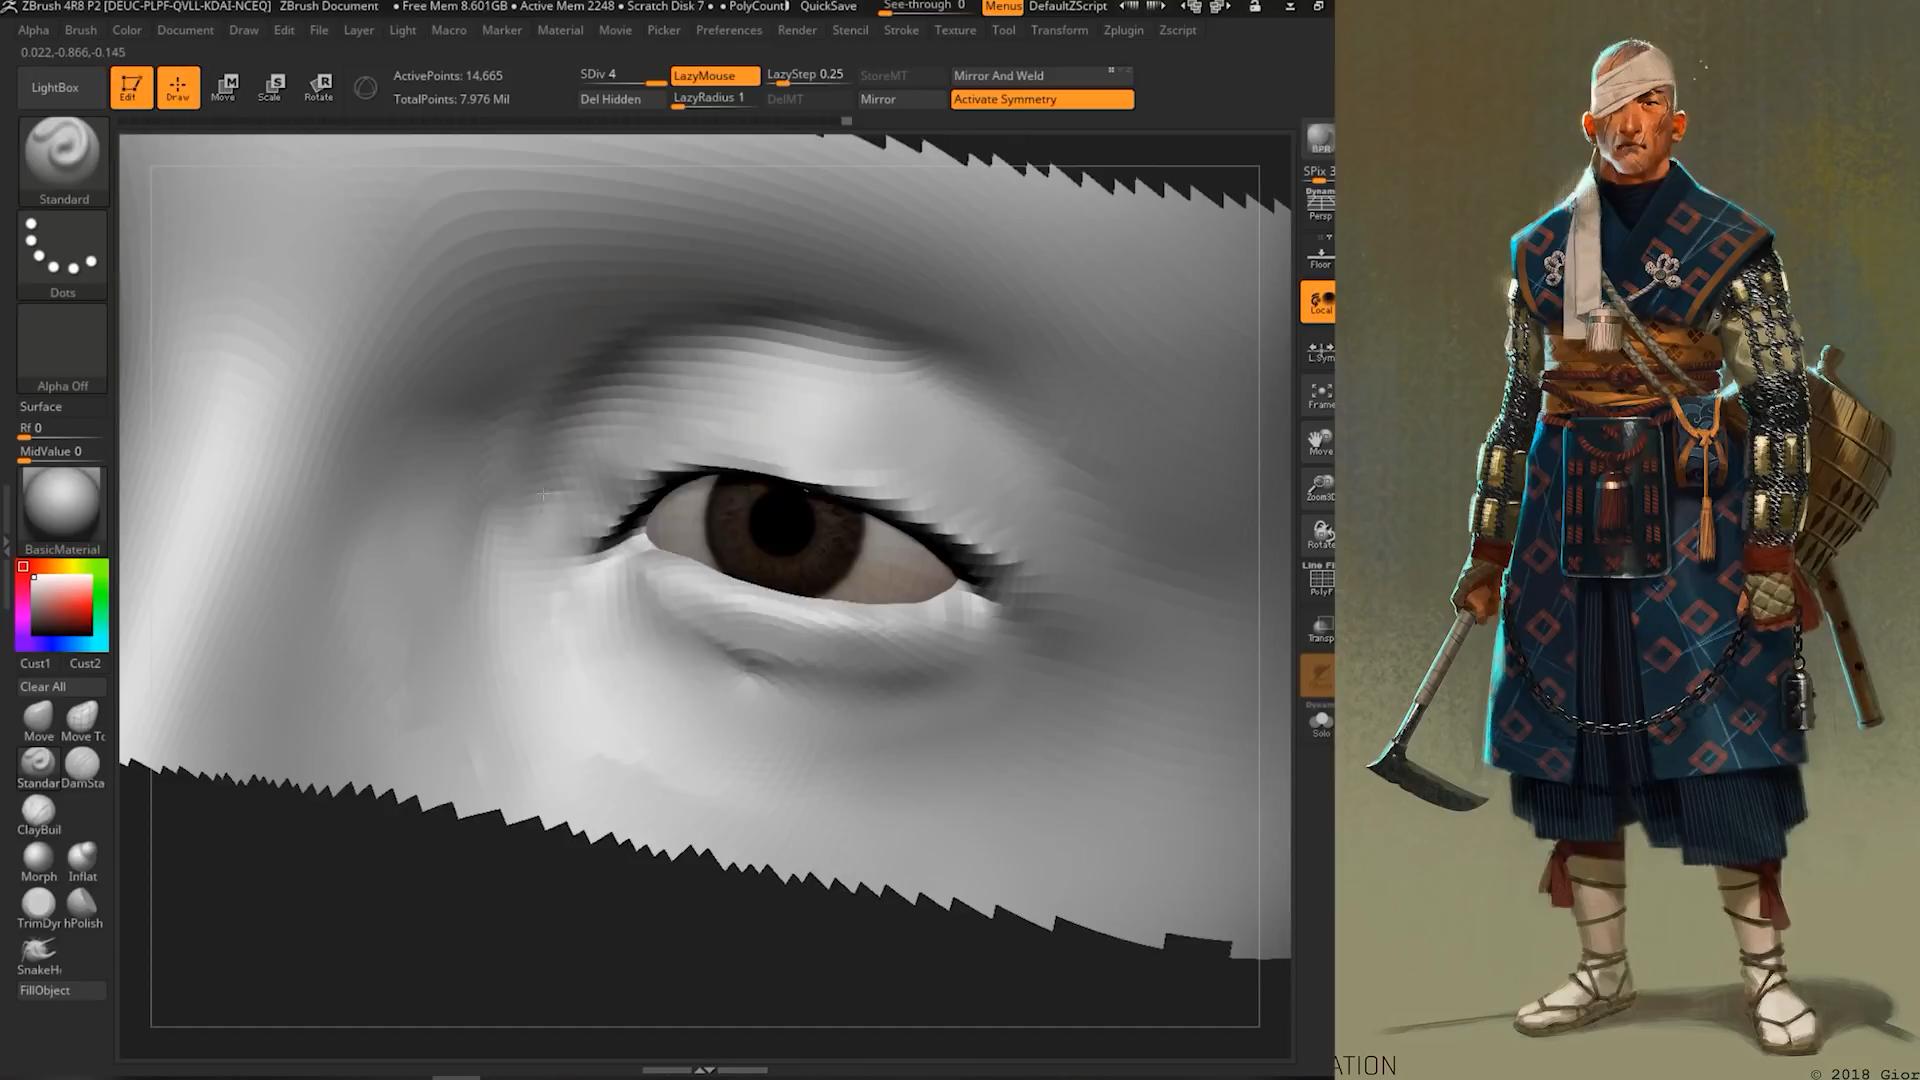 ZBrush 4R8 P2 [DEUC-PLPF-QVLL-KDAI-NCEQ] ZBrush Document • Free Mem 8.601GB • Active Mem 2248 • Scratch Disk 7 • PolyCount QuickSave See-through 0 Menus DefaultZScript
Alpha Brush Color Document Draw Edit File Layer Light Macro Marker Material Movie Picker Preferences Render Stencil Stroke Texture Tool Transform Zplugin Zscript
0.022,-0.866,-0.145
LightBox Edit Draw Move Scale Rotate
ActivePoints: 14,665
TotalPoints: 7.976 Mil
SDiv 4 LazyMouse LazyStep 0.25 StoreMT Mirror And Weld
Del Hidden LazyRadius 1 DelMT Mirror Activate Symmetry
Standard
Dots
Alpha Off
Surface
Rf 0
MidValue 0
BasicMaterial
Cust1 Cust2
Clear All
Move Move Tc
Standar DamSta
ClayBuil
Morph Inflat
TrimDyr hPolish
SnakeH
FillObject
BPR
SPix 3
Dynam
Persp
Floor
Local
L.Sym
Frame
Move
Zoom3D
Rotate
Line Fi
PolyF
Transp
Dynam
Solo
ATION
© 2018 Gior